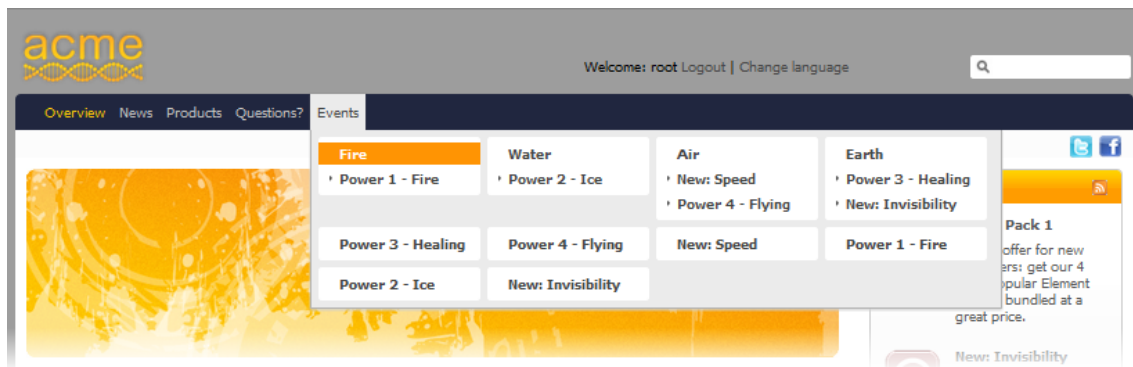 acme
Welcome: root Logout | Change language
Overview News Products Questions? Events
Fire Water Air Earth
Power 1 - Fire Power 2 - Ice New: Speed Power 3 - Healing
Power 4 - Flying New: Invisibility
Power 3 - Healing Power 4 - Flying New: Speed Power 1 - Fire
Power 2 - Ice New: Invisibility
Pack 1
offer for new
ers: get our 4
opular Element
bundled at a
great price.
New: Invisibility